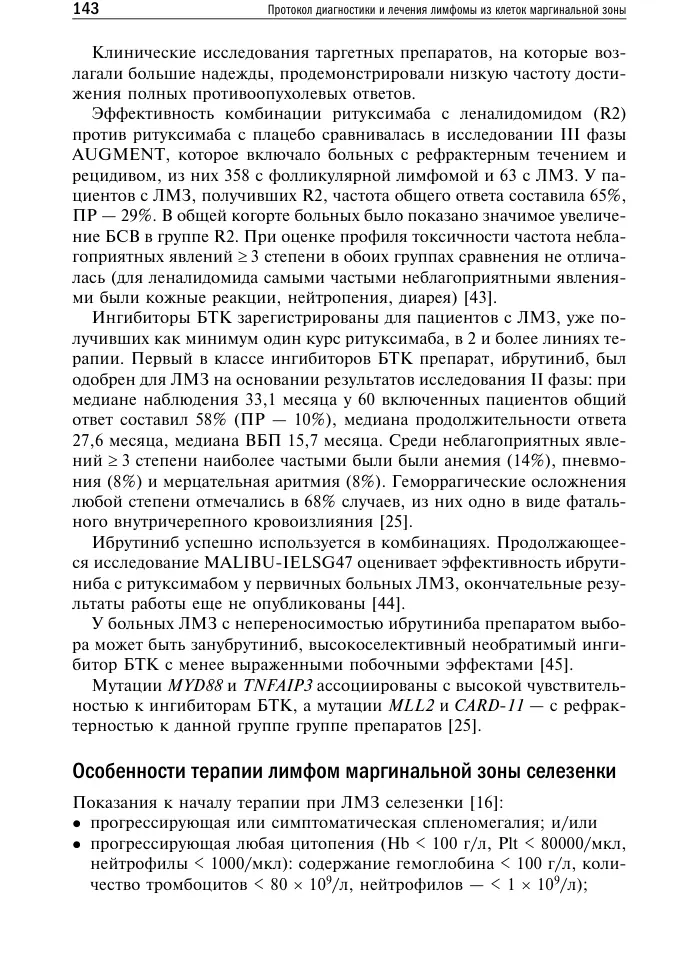 143
Протокол диагностики и лечения лимфомы из клеток маргинальной зоны
Клинические исследования таргетных препаратов, на которые воз-
лагали большие надежды, продемонстрировали низкую частоту дости-
жения полных противоопухолевых ответов.
Эффективность комбинации ритуксимаба с леналидомидом (R2)
против ритуксимаба с плацебо сравнивалась в исследовании III фазы
AUGMENT, которое включало больных с рефрактерным течением и
рецидивом, из них 358 с фолликулярной лимфомой и 63 с ЛМЗ. У па-
циентов с ЛМЗ, получивших R2, частота общего ответа составила 65%,
ПР — 29%. В общей когорте больных было показано значимое увеличе-
ние БСВ в группе R2. При оценке профиля токсичности частота небла-
гоприятных явлений ≥ 3 степени в обоих группах сравнения не отлича-
лась (для леналидомида самыми частыми неблагоприятными явления-
ми были кожные реакции, нейтропения, диарея) [43].
Ингибиторы БТК зарегистрированы для пациентов с ЛМЗ, уже по-
лучивших как минимум один курс ритуксимаба, в 2 и более линиях те-
рапии. Первый в классе ингибиторов БТК препарат, ибрутиниб, был
одобрен для ЛМЗ на основании результатов исследования II фазы: при
медиане наблюдения 33,1 месяца у 60 включенных пациентов общий
ответ составил 58% (ПР — 10%), медиана продолжительности ответа
27,6 месяца, медиана ВБП 15,7 месяца. Среди неблагоприятных явле-
ний ≥ 3 степени наиболее частыми были были анемия (14%), пневмо-
ния (8%) и мерцательная аритмия (8%). Геморрагические осложнения
любой степени отмечались в 68% случаев, из них одно в виде фаталь-
ного внутричерепного кровоизлияния [25].
Ибрутиниб успешно используется в комбинациях. Продолжающее-
ся исследование MALIBU-IELSG47 оценивает эффективность ибрути-
ниба с ритуксимабом у первичных больных ЛМЗ, окончательные резу-
льтаты работы еще не опубликованы [44].
У больных ЛМЗ с непереносимостью ибрутиниба препаратом выбо-
ра может быть занубрутиниб, высокоселективный необратимый инги-
битор БТК с менее выраженными побочными эффектами [45].
Мутации MYD88 и TNFAIP3 ассоциированы с высокой чувствитель-
ностью к ингибиторам БТК, а мутации MLL2 и CARD-11 — с рефрак-
терностью к данной группе группе препаратов [25].
Особенности терапии лимфом маргинальной зоны селезенки
Показания к началу терапии при ЛМЗ селезенки [16]:
● прогрессирующая или симптоматическая спленомегалия; и/или
● прогрессирующая любая цитопения (Hb < 100 г/л, Plt < 80000/мкл,
нейтрофилы < 1000/мкл): содержание гемоглобина < 100 г/л, коли-
чество тромбоцитов < 80 × 10⁹/л, нейтрофилов — < 1 × 10⁹/л);